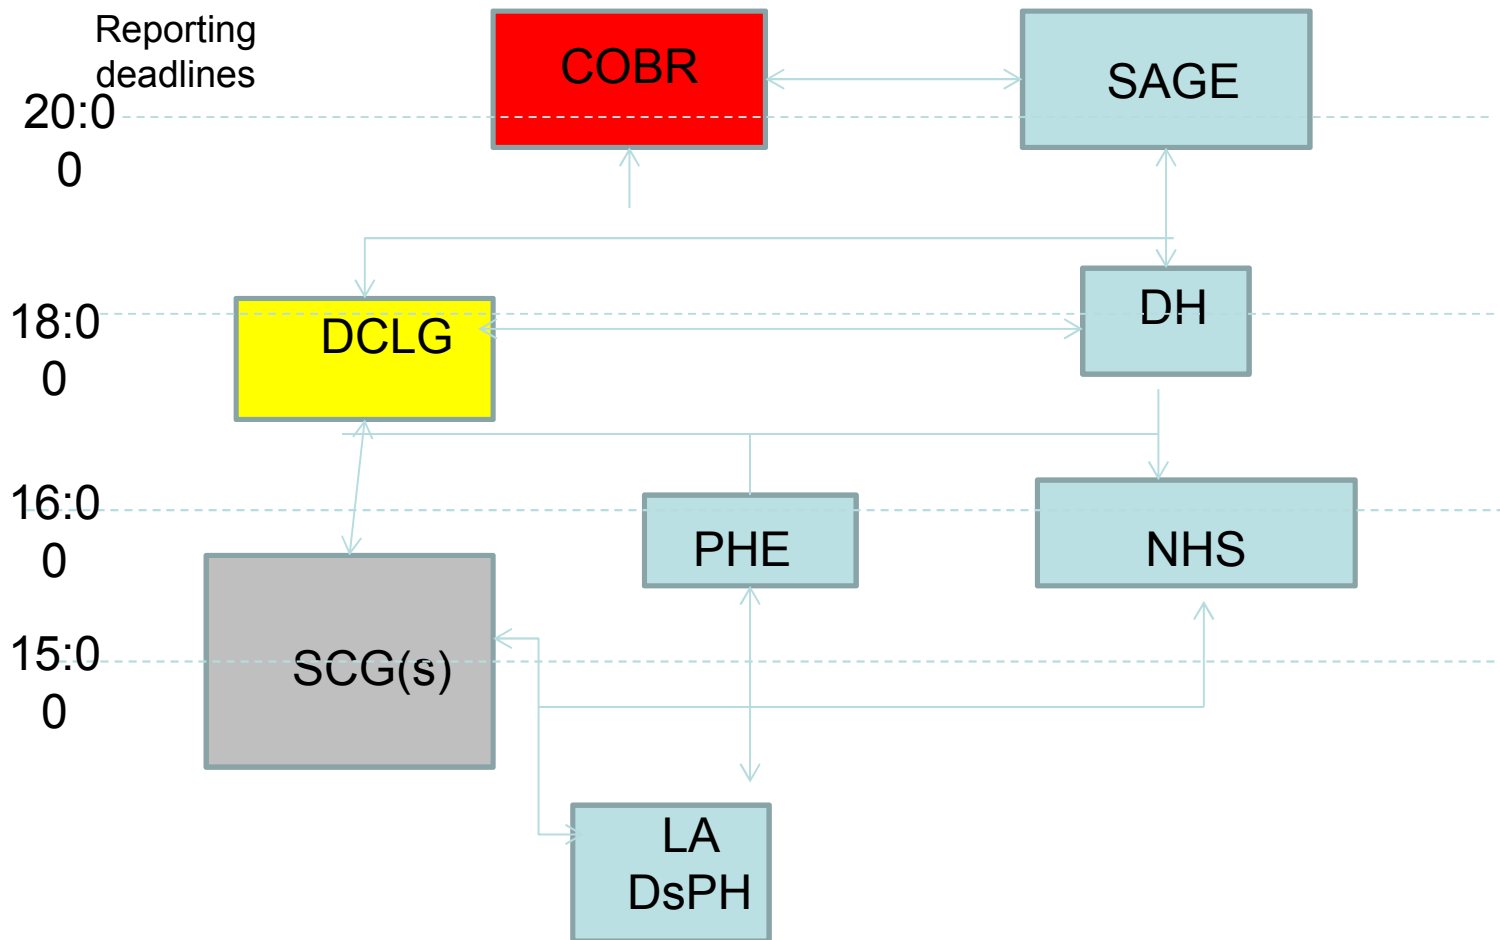 Reporting
deadlines
COBR
SAGE
20:0
0
DH
18:0
0
DCLG
16:0
0
PHE
NHS
15:0
0
SCG(s)
LA
DsPH